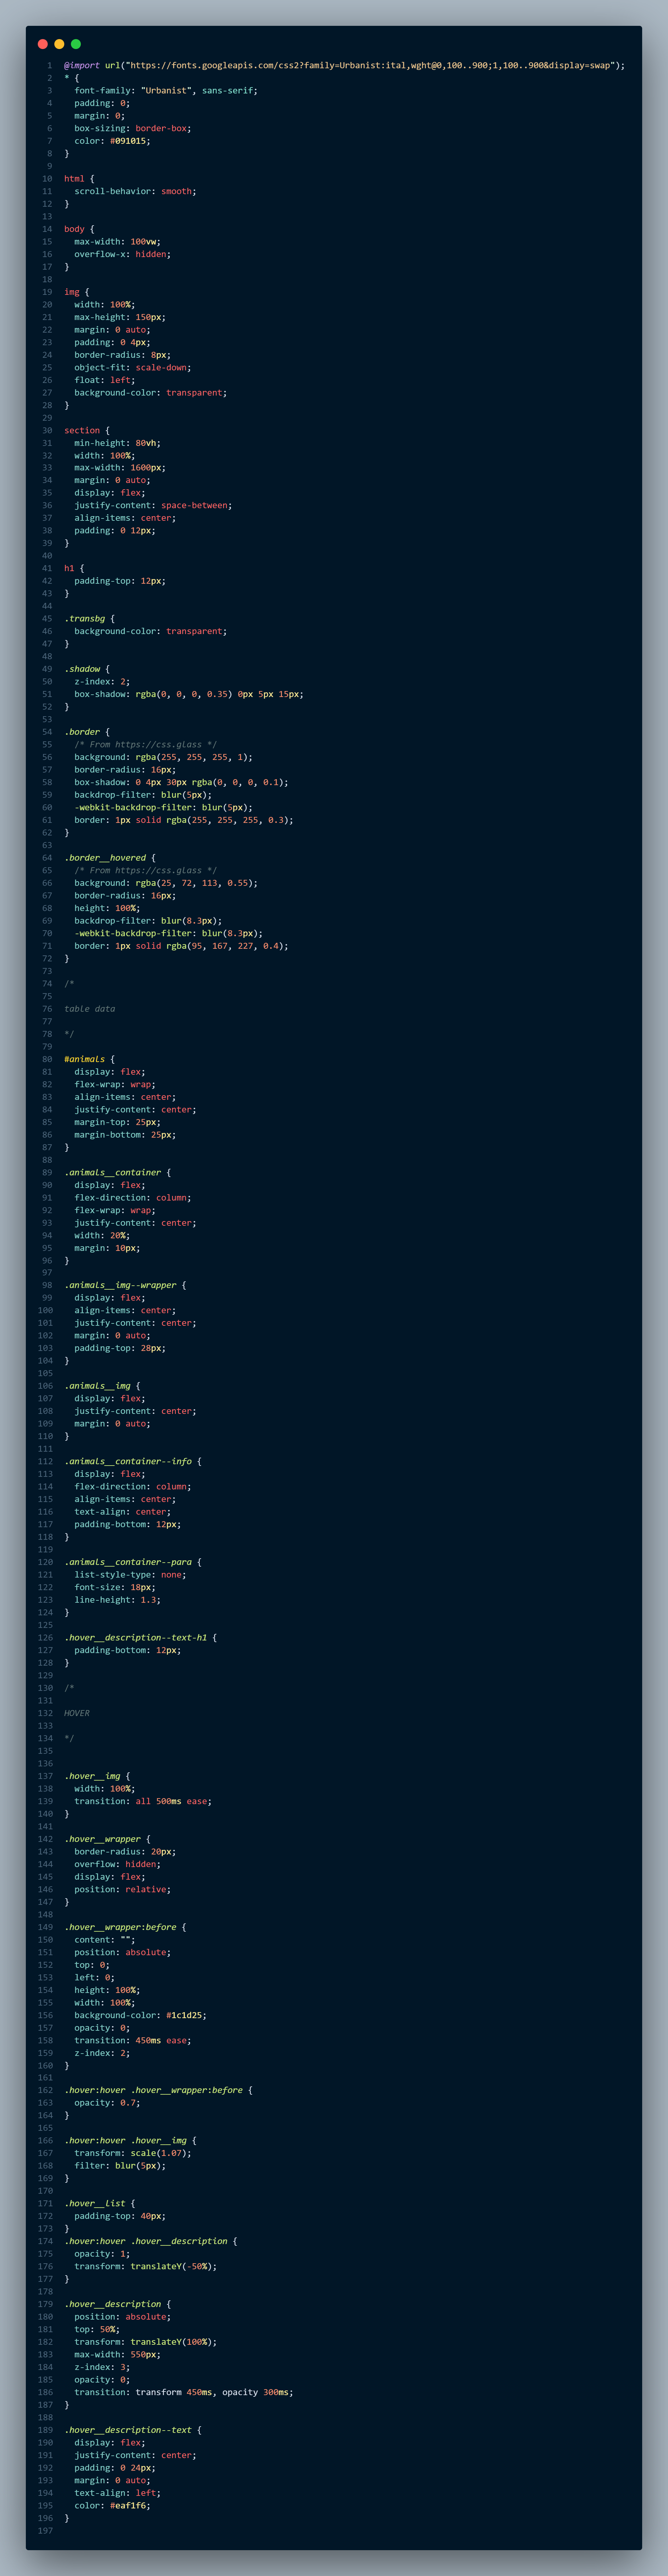 1 @import url("https://fonts.googleapis.com/css2?family=Urbanist:ital,wght@0,100..900;1,100..900&display=swap");
2 * {
3   font-family: "Urbanist", sans-serif;
4   padding: 0;
5   margin: 0;
6   box-sizing: border-box;
7   color: #091015;
8 }
9
10 html {
11   scroll-behavior: smooth;
12 }
13
14 body {
15   max-width: 100vw;
16   overflow-x: hidden;
17 }
18
19 img {
20   width: 100%;
21   max-height: 150px;
22   margin: 0 auto;
23   padding: 0 4px;
24   border-radius: 8px;
25   object-fit: scale-down;
26   float: left;
27   background-color: transparent;
28 }
29
30 section {
31   min-height: 80vh;
32   width: 100%;
33   max-width: 1600px;
34   margin: 0 auto;
35   display: flex;
36   justify-content: space-between;
37   align-items: center;
38   padding: 0 12px;
39 }
40
41 h1 {
42   padding-top: 12px;
43 }
44
45 .transbg {
46   background-color: transparent;
47 }
48
49 .shadow {
50   z-index: 2;
51   box-shadow: rgba(0, 0, 0, 0.35) 0px 5px 15px;
52 }
53
54 .border {
55   /* From https://css.glass */
56   background: rgba(255, 255, 255, 1);
57   border-radius: 16px;
58   box-shadow: 0 4px 30px rgba(0, 0, 0, 0.1);
59   backdrop-filter: blur(5px);
60   -webkit-backdrop-filter: blur(5px);
61   border: 1px solid rgba(255, 255, 255, 0.3);
62 }
63
64 .border__hovered {
65   /* From https://css.glass */
66   background: rgba(25, 72, 113, 0.55);
67   border-radius: 16px;
68   height: 100%;
69   backdrop-filter: blur(8.3px);
70   -webkit-backdrop-filter: blur(8.3px);
71   border: 1px solid rgba(95, 167, 227, 0.4);
72 }
73
74 /*
75
76 table data
77
78 */
79
80 #animals {
81   display: flex;
82   flex-wrap: wrap;
83   align-items: center;
84   justify-content: center;
85   margin-top: 25px;
86   margin-bottom: 25px;
87 }
88
89 .animals__container {
90   display: flex;
91   flex-direction: column;
92   flex-wrap: wrap;
93   justify-content: center;
94   width: 20%;
95   margin: 10px;
96 }
97
98 .animals__img--wrapper {
99   display: flex;
100   align-items: center;
101   justify-content: center;
102   margin: 0 auto;
103   padding-top: 28px;
104 }
105
106 .animals__img {
107   display: flex;
108   justify-content: center;
109   margin: 0 auto;
110 }
111
112 .animals__container--info {
113   display: flex;
114   flex-direction: column;
115   align-items: center;
116   text-align: center;
117   padding-bottom: 12px;
118 }
119
120 .animals__container--para {
121   list-style-type: none;
122   font-size: 18px;
123   line-height: 1.3;
124 }
125
126 .hover__description--text-h1 {
127   padding-bottom: 12px;
128 }
129
130 /*
131
132 HOVER
133
134 */
135
136
137 .hover__img {
138   width: 100%;
139   transition: all 500ms ease;
140 }
141
142 .hover__wrapper {
143   border-radius: 20px;
144   overflow: hidden;
145   display: flex;
146   position: relative;
147 }
148
149 .hover__wrapper:before {
150   content: "";
151   position: absolute;
152   top: 0;
153   left: 0;
154   height: 100%;
155   width: 100%;
156   background-color: #1c1d25;
157   opacity: 0;
158   transition: 450ms ease;
159   z-index: 2;
160 }
161
162 .hover:hover .hover__wrapper:before {
163   opacity: 0.7;
164 }
165
166 .hover:hover .hover__img {
167   transform: scale(1.07);
168   filter: blur(5px);
169 }
170
171 .hover__list {
172   padding-top: 40px;
173 }
174 .hover:hover .hover__description {
175   opacity: 1;
176   transform: translateY(-50%);
177 }
178
179 .hover__description {
180   position: absolute;
181   top: 50%;
182   transform: translateY(100%);
183   max-width: 550px;
184   z-index: 3;
185   opacity: 0;
186   transition: transform 450ms, opacity 300ms;
187 }
188
189 .hover__description--text {
190   display: flex;
191   justify-content: center;
192   padding: 0 24px;
193   margin: 0 auto;
194   text-align: left;
195   color: #eaf1f6;
196 }
197